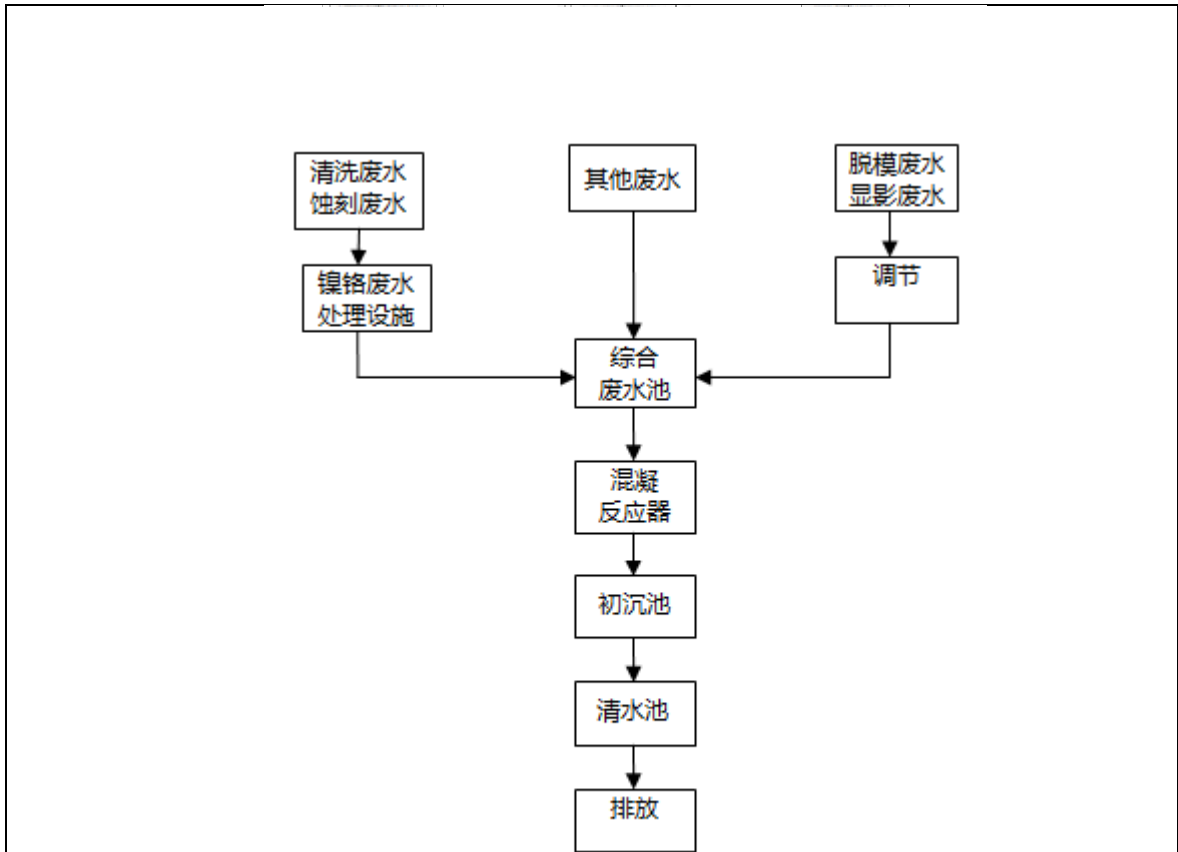 清洗废水
蚀刻废水
其他废水
脱模废水
显影废水
镍铬废水
处理设施
调节
综合
废水池
混凝
反应器
初沉池
清水池
排放